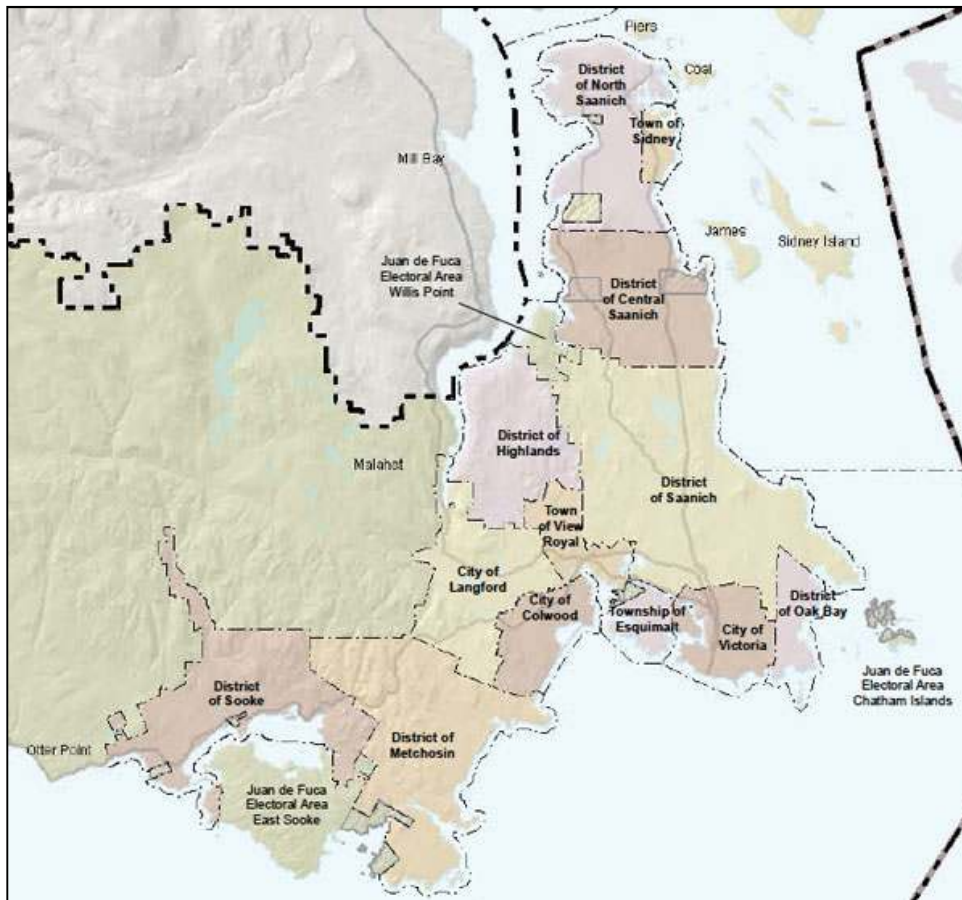 Piers
District
of North
Saanich
Coal
Town of
Sidney
Mill Bay
James
Sidney Island
Juan de Fuca
Electoral Area
Willis Point
District
of Central
Saanich
District of
Highlands
Malahat
District
of Saanich
Town
of View
Royal
City of
Langford
City of
Colwood
Township of
Esquimalt
City of
Victoria
District
of Oak Bay
Juan de Fuca
Electoral Area
Chatham Islands
District
of Sooke
District of
Metchosin
Otter Point
Juan de Fuca
Electoral Area
East Sooke